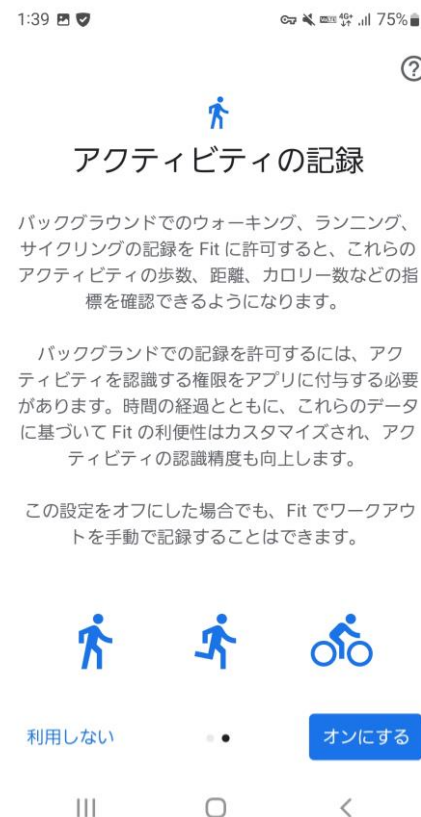 1:39 75%
アクティビティの記録
バックグラウンドでのウォーキング、ランニング、
サイクリングの記録を Fit に許可すると、これらの
アクティビティの歩数、距離、カロリー数などの指
標を確認できるようになります。
バックグランドでの記録を許可するには、アク
ティビティを認識する権限をアプリに付与する必要
があります。時間の経過とともに、これらのデータ
に基づいて Fit の利便性はカスタマイズされ、アク
ティビティの認識精度も向上します。
この設定をオフにした場合でも、Fit でワークアウ
トを手動で記録することはできます。
利用しない オンにする